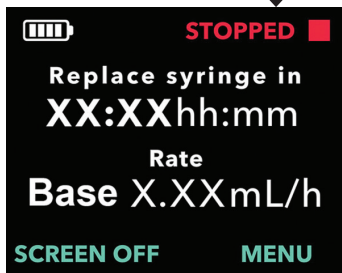 STOPPED
Replace syringe in
XX:XXhh:mm
Rate
Base X.XXmL/h
SCREEN OFF MENU